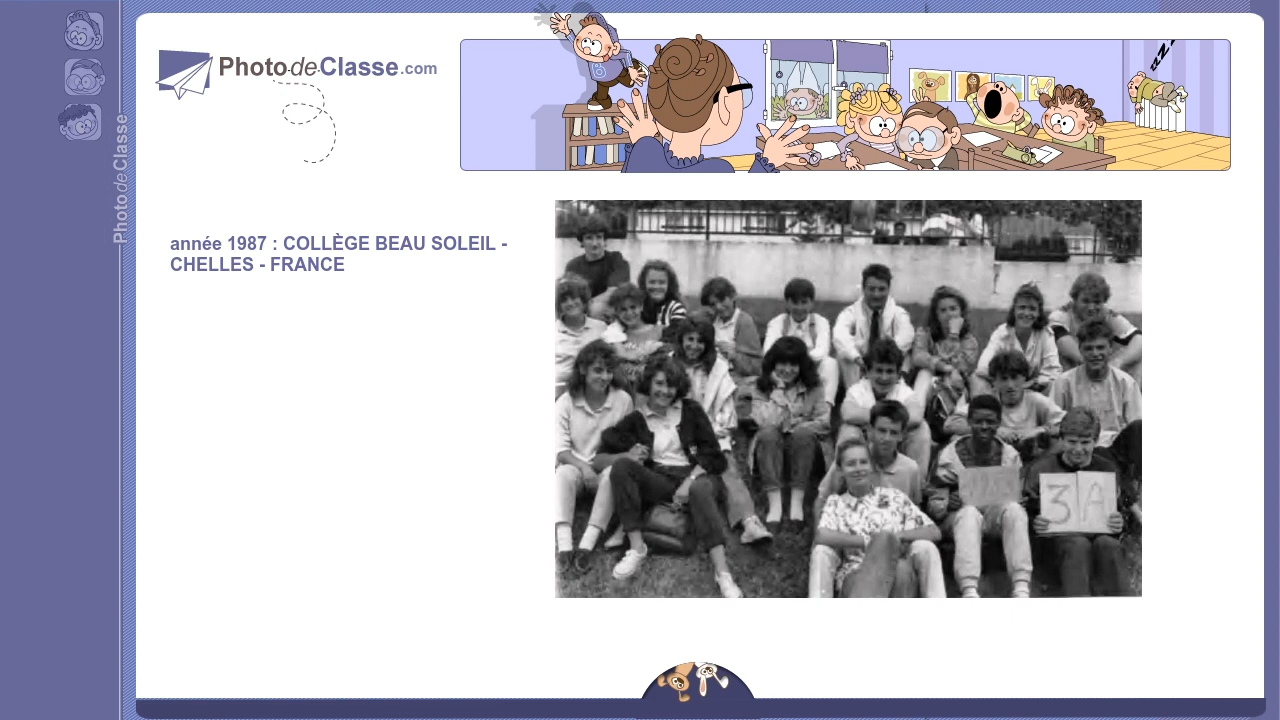 PhotodeClasse.com
PhotodeClasse
année 1987 : COLLÈGE BEAU SOLEIL -
CHELLES - FRANCE
3A